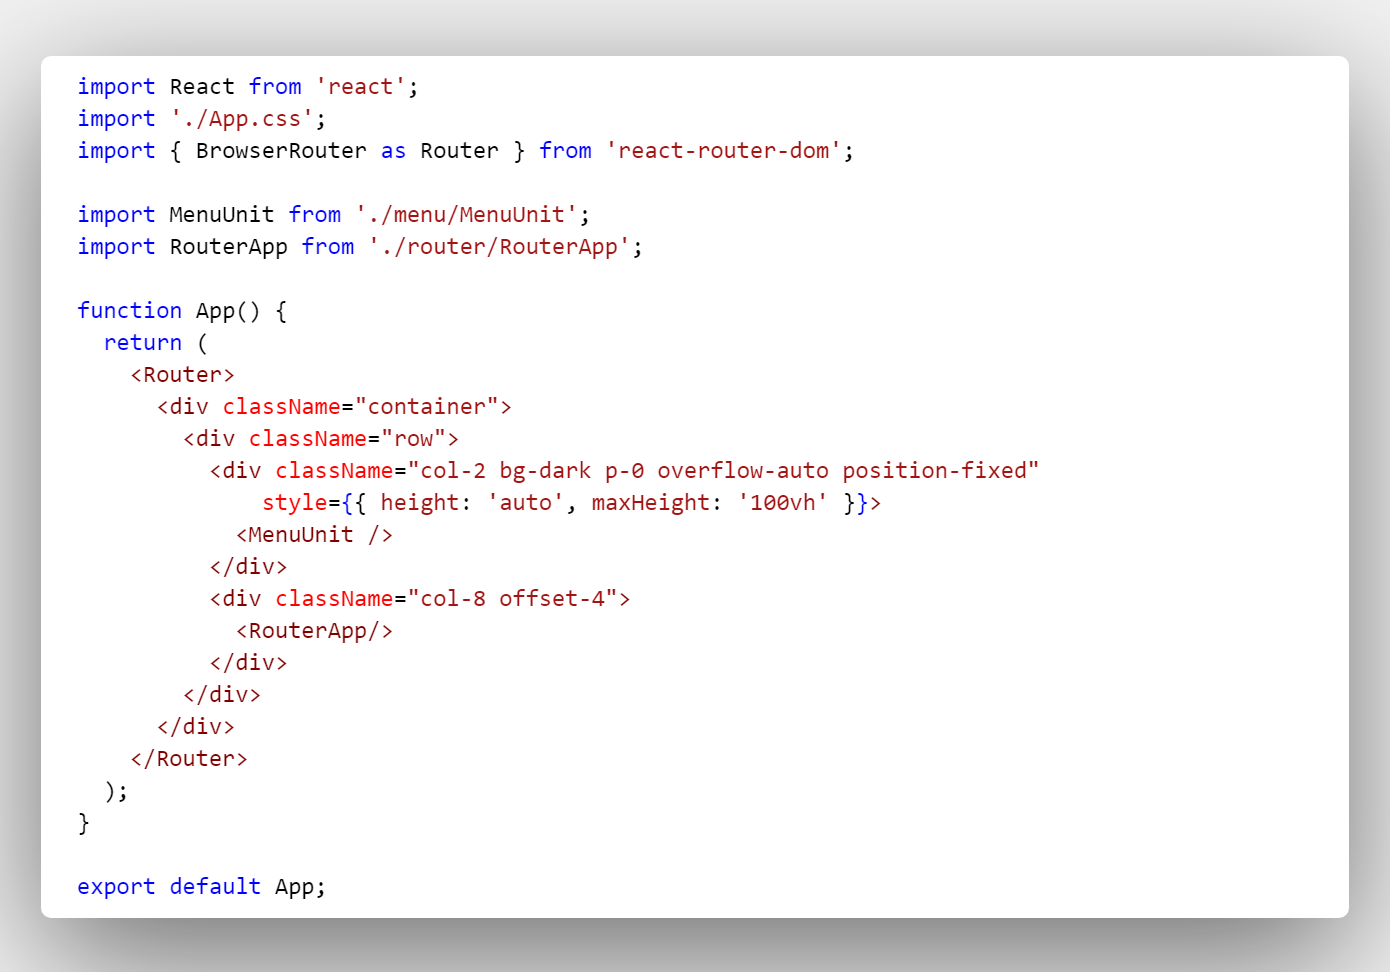 import React from 'react';
import './App.css';
import { BrowserRouter as Router } from 'react-router-dom';

import MenuUnit from './menu/MenuUnit';
import RouterApp from './router/RouterApp';

function App() {
  return (
    <Router>
      <div className="container">
        <div className="row">
          <div className="col-2 bg-dark p-0 overflow-auto position-fixed"
              style={{ height: 'auto', maxHeight: '100vh' }}>
            <MenuUnit />
          </div>
          <div className="col-8 offset-4">
            <RouterApp/>
          </div>
        </div>
      </div>
    </Router>
  );
}

export default App;